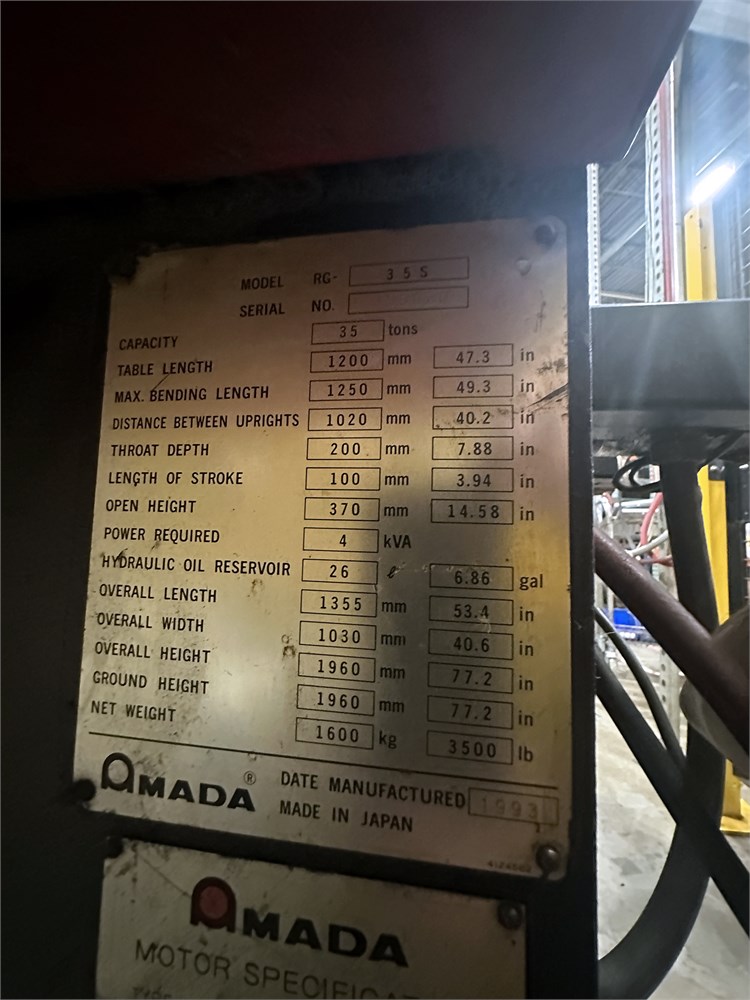 MODEL RG- 35S
SERIAL NO.
CAPACITY 35 tons
TABLE LENGTH 1200 mm 47.3 in
MAX. BENDING LENGTH 1250 mm 49.3 in
DISTANCE BETWEEN UPRIGHTS 1020 mm 40.2 in
THROAT DEPTH 200 mm 7.88 in
LENGTH OF STROKE 100 mm 3.94 in
OPEN HEIGHT 370 mm 14.58 in
POWER REQUIRED 4 kVA
HYDRAULIC OIL RESERVOIR 26 ℓ 6.86 gal
OVERALL LENGTH 1355 mm 53.4 in
OVERALL WIDTH 1030 mm 40.6 in
OVERALL HEIGHT 1960 mm 77.2 in
GROUND HEIGHT 1960 mm 77.2 in
NET WEIGHT 1600 kg 3500 lb
AMADA ® DATE MANUFACTURED 1993
MADE IN JAPAN
AMADA
MOTOR SPECIFICAT